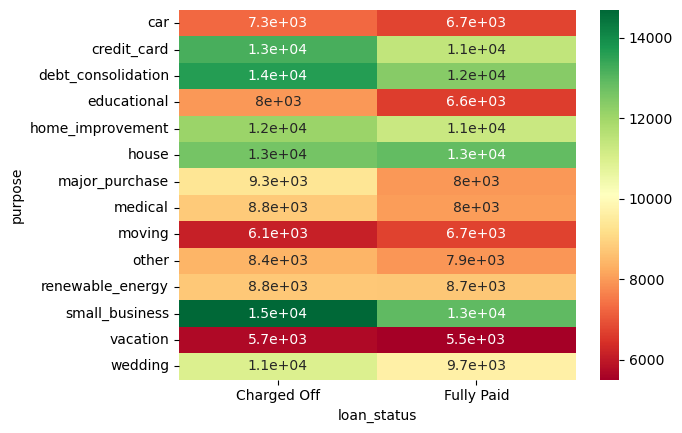 car 7.3e+03 6.7e+03
credit_card 1.3e+04 1.1e+04
debt_consolidation 1.4e+04 1.2e+04
educational 8e+03 6.6e+03
home_improvement 1.2e+04 1.1e+04
house 1.3e+04 1.3e+04
major_purchase 9.3e+03 8e+03
medical 8.8e+03 8e+03
moving 6.1e+03 6.7e+03
other 8.4e+03 7.9e+03
renewable_energy 8.8e+03 8.7e+03
small_business 1.5e+04 1.3e+04
vacation 5.7e+03 5.5e+03
wedding 1.1e+04 9.7e+03
Charged Off Fully Paid
loan_status
purpose
14000
12000
10000
8000
6000